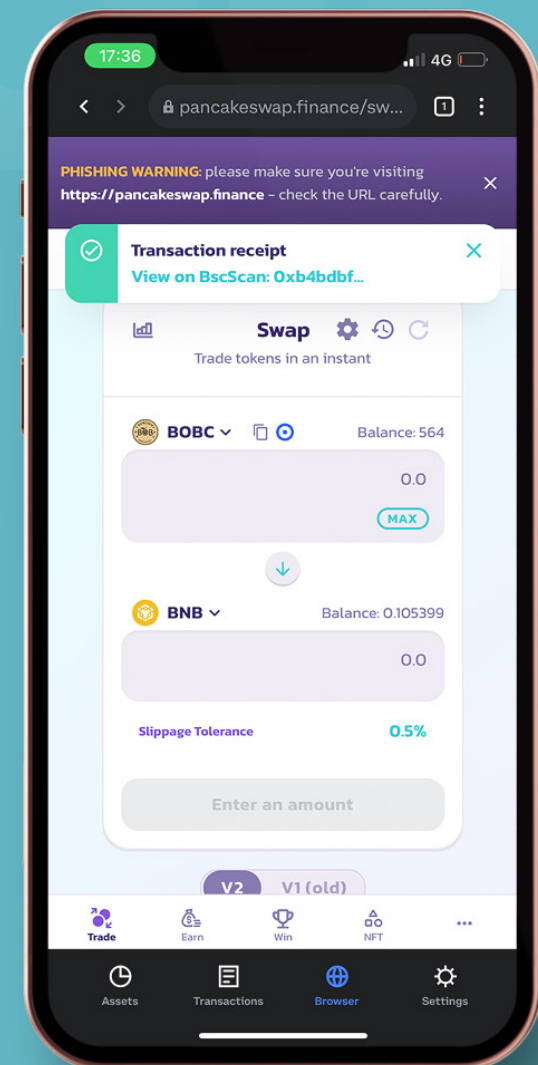 17:36
4G
pancakeswap.finance/sw...
1
PHISHING WARNING: please make sure you're visiting
https://pancakeswap.finance - check the URL carefully.
Transaction receipt
View on BscScan: 0xb4bdbf...
Swap
Trade tokens in an instant
BOBC
Balance: 564
0.0
MAX
BNB
Balance: 0.105399
0.0
Slippage Tolerance
0.5%
Enter an amount
V2
V1 (old)
Trade
Earn
Win
NFT
Assets
Transactions
Browser
Settings